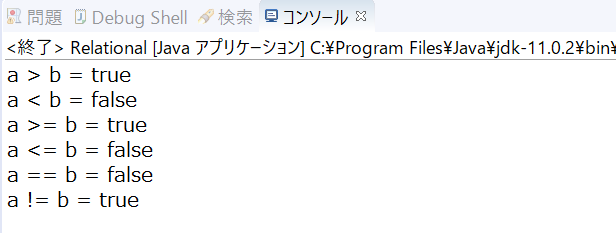 問題 Debug Shell 検索 コンソール
<終了> Relational [Java アプリケーション] C:¥Program Files¥Java¥jdk-11.0.2¥bin¥
a > b = true
a < b = false
a >= b = true
a <= b = false
a == b = false
a != b = true